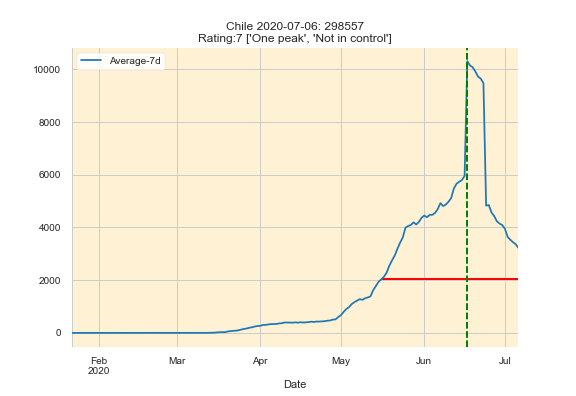 Chile 2020-07-06: 298557
Rating:7 ['One peak', 'Not in control']
Average-7d
10000
8000
6000
4000
2000
0
Feb
2020
Mar
Apr
May
Jun
Jul
Date